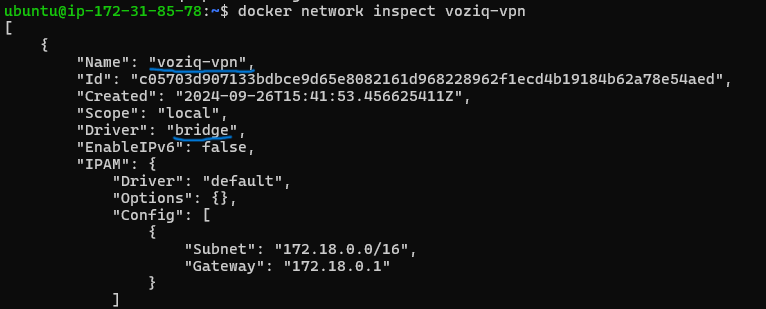 ubuntu@ip-172-31-85-78:~$ docker network inspect voziq-vpn
[
    {
        "Name": "voziq-vpn",
        "Id": "c05703d907133bdbce9d65e8082161d968228962f1ecd4b19184b62a78e54aed",
        "Created": "2024-09-26T15:41:53.456625411Z",
        "Scope": "local",
        "Driver": "bridge",
        "EnableIPv6": false,
        "IPAM": {
            "Driver": "default",
            "Options": {},
            "Config": [
                {
                    "Subnet": "172.18.0.0/16",
                    "Gateway": "172.18.0.1"
                }
            ]